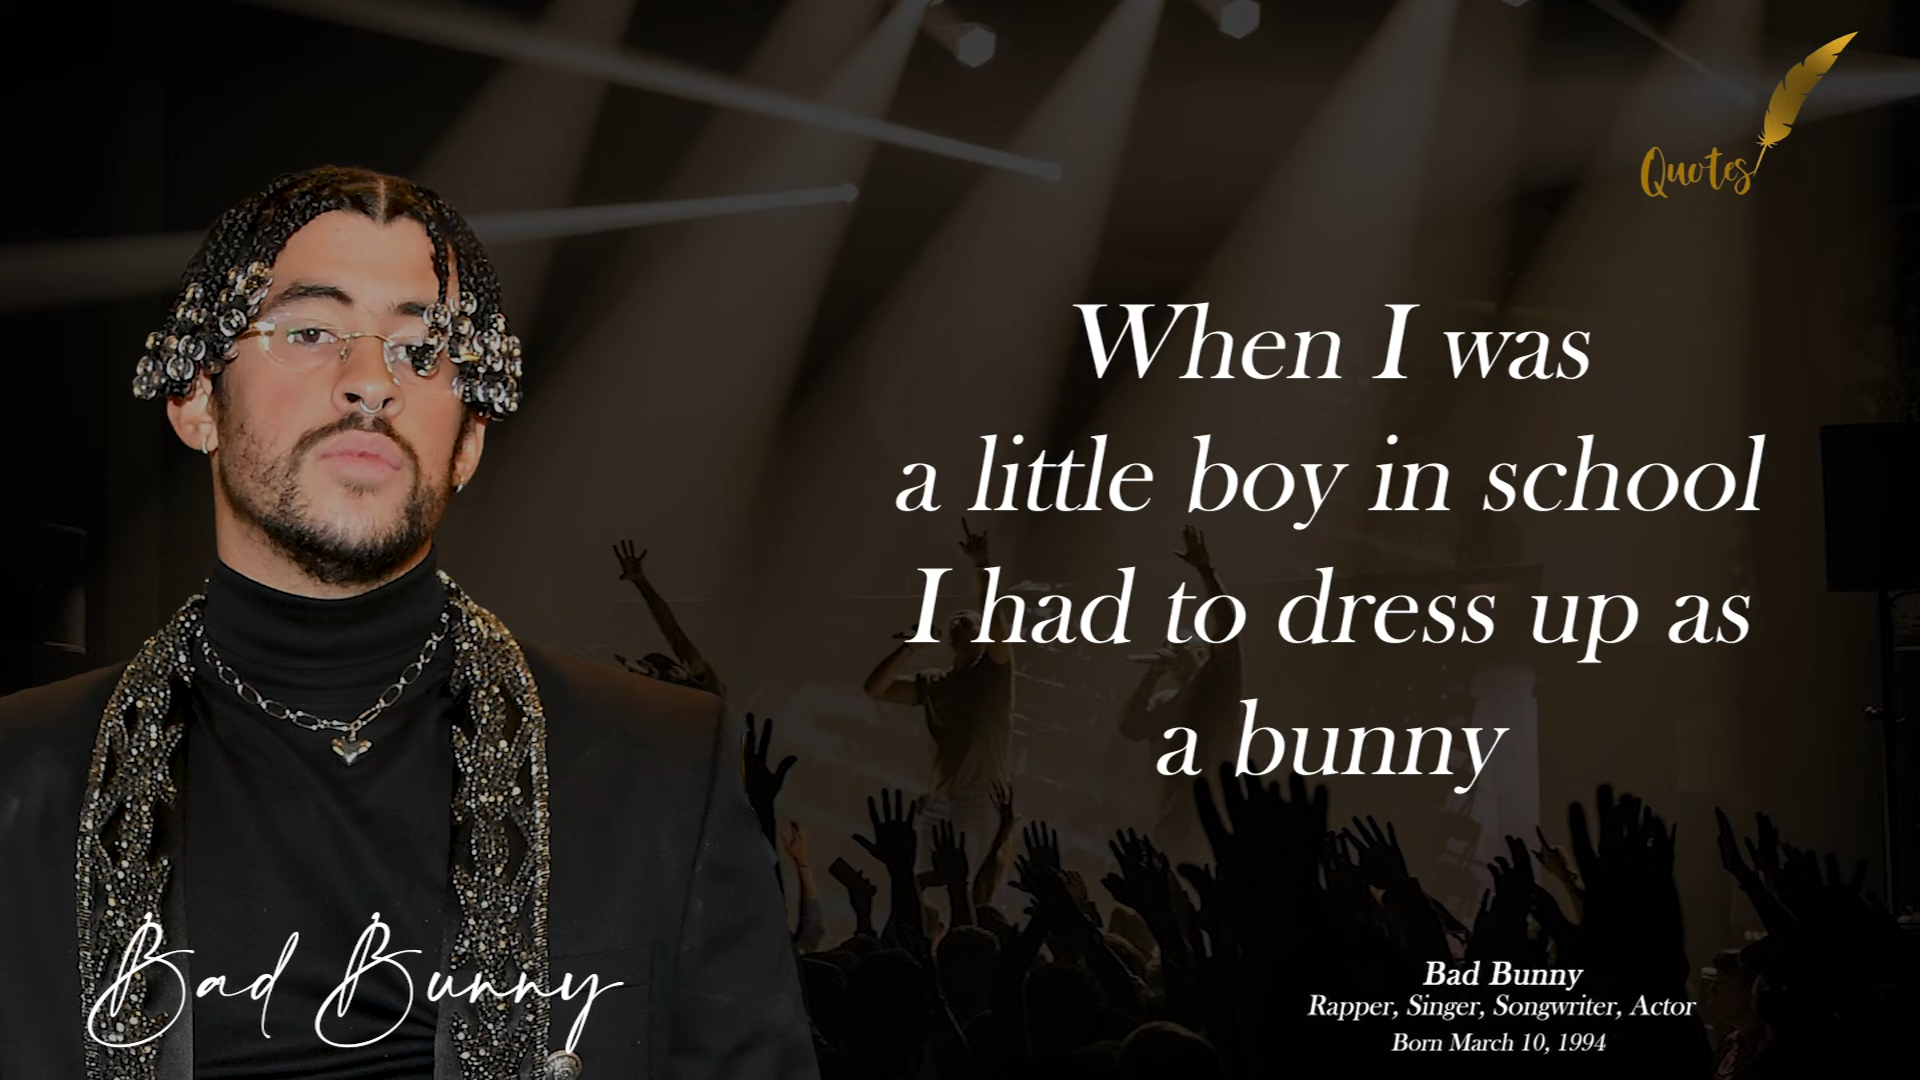 Quotes
When I was
a little boy in school
I had to dress up as
a bunny
Bad Bunny
Bad Bunny
Rapper, Singer, Songwriter, Actor
Born March 10, 1994